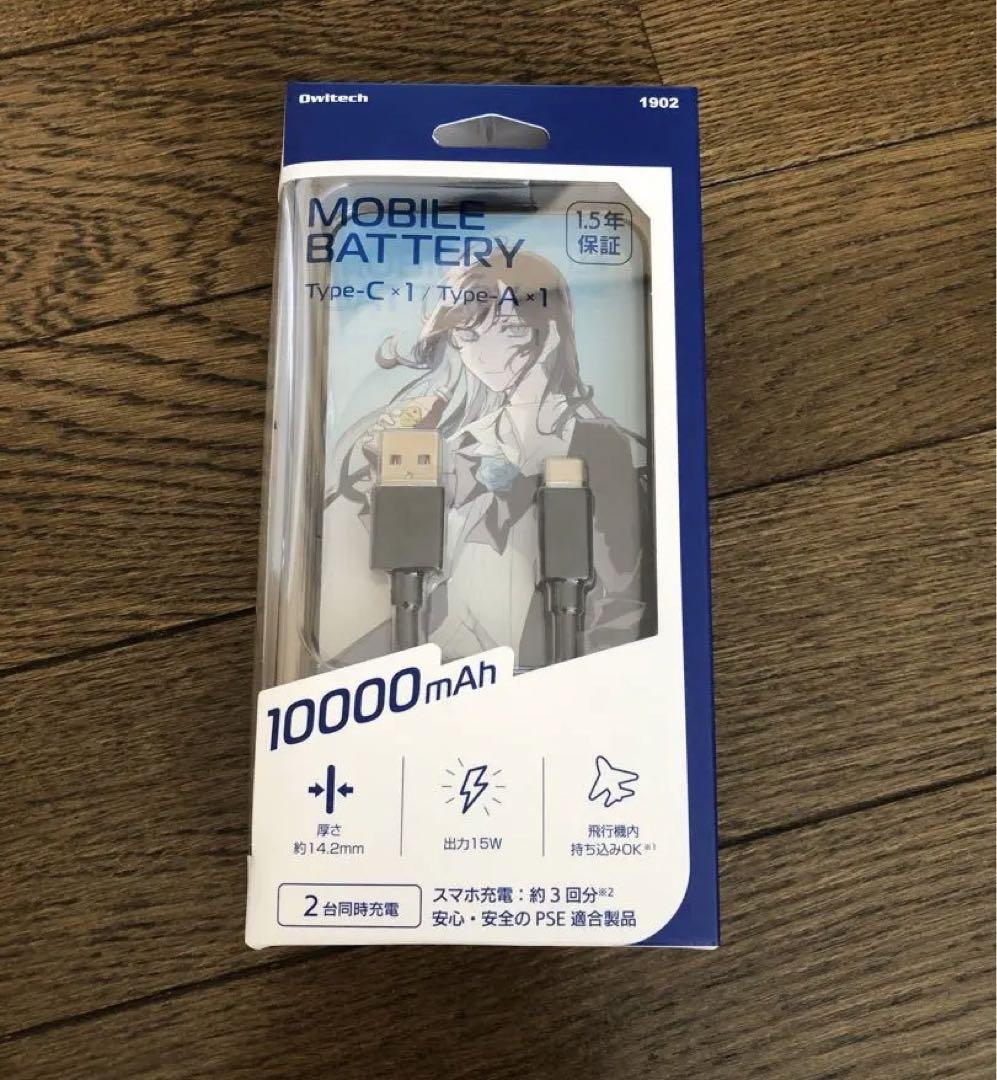 Owltech
1902
MOBILE
BATTERY
1.5年
保証
Type-C×1 / Type-A×1
10000mAh
厚さ
約14.2mm
出力15W
飛行機内
持ち込みOK※1
2台同時充電
スマホ充電：約3回分※2
安心・安全のPSE適合製品